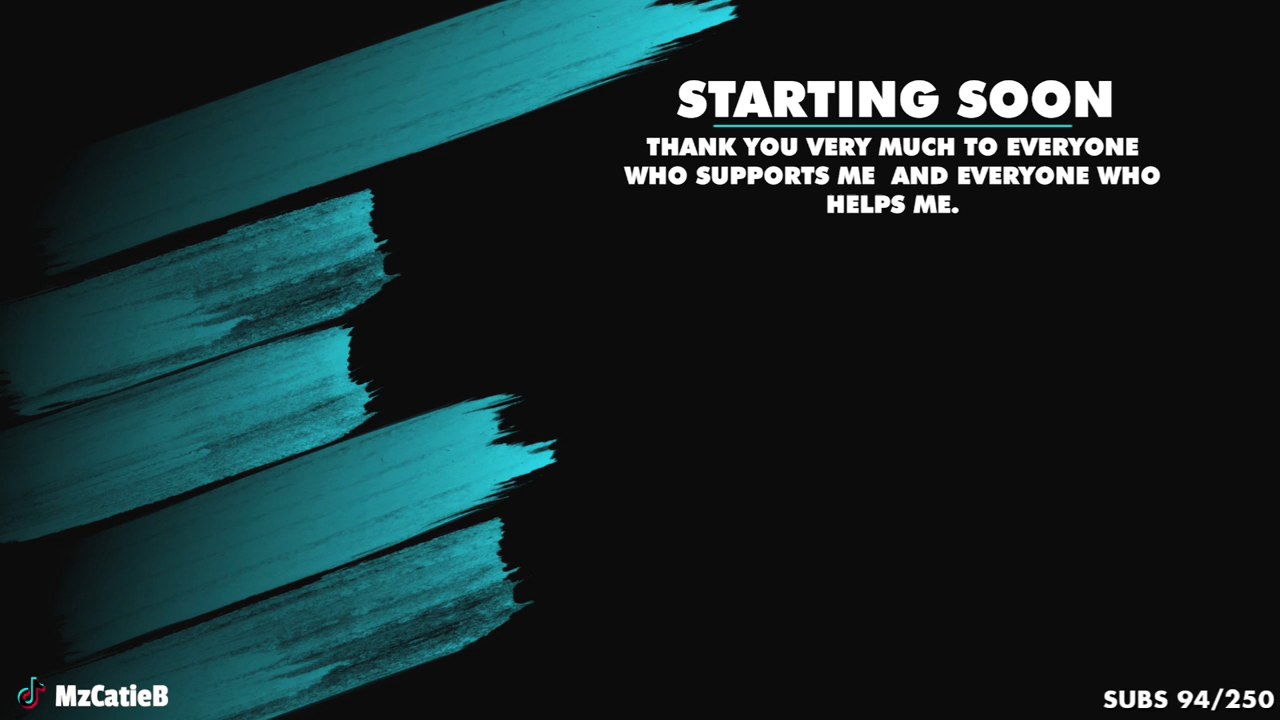 STARTING SOON
THANK YOU VERY MUCH TO EVERYONE
WHO SUPPORTS ME  AND EVERYONE WHO
HELPS ME.
MzCatieB
SUBS 94/250